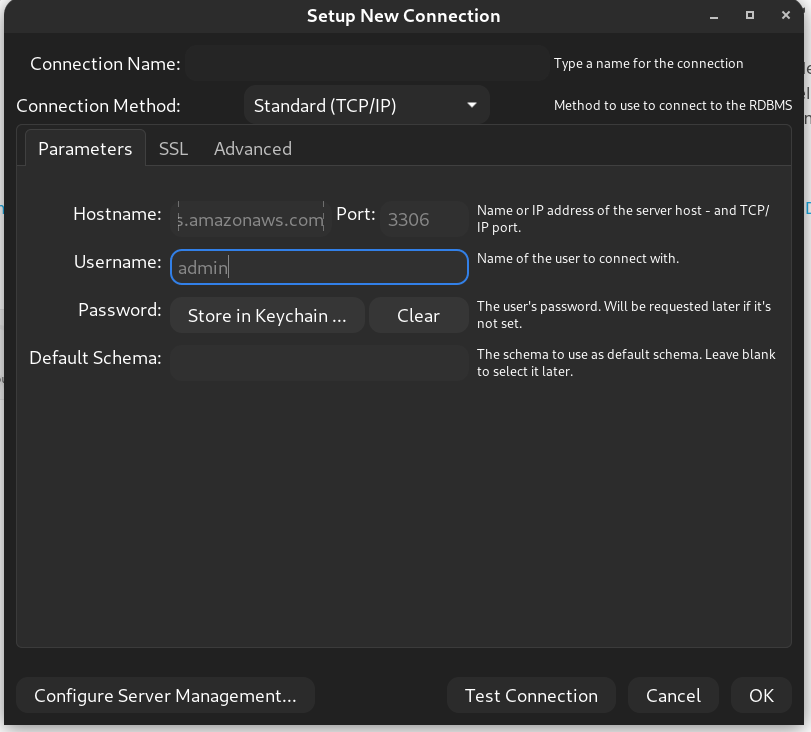 Setup New Connection
Connection Name:
Type a name for the connection
Connection Method:
Standard (TCP/IP)
Method to use to connect to the RDBMS
Parameters
SSL
Advanced
Hostname:
s.amazonaws.com
Port:
3306
Name or IP address of the server host - and TCP/
IP port.
Username:
admin
Name of the user to connect with.
Password:
Store in Keychain ...
Clear
The user's password. Will be requested later if it's
not set.
Default Schema:
The schema to use as default schema. Leave blank
to select it later.
Configure Server Management...
Test Connection
Cancel
OK